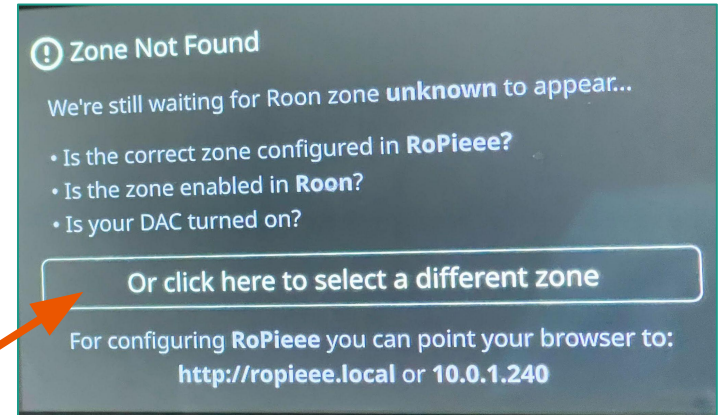 Zone Not Found
We're still waiting for Roon zone unknown to appear...
• Is the correct zone configured in RoPieee?
• Is the zone enabled in Roon?
• Is your DAC turned on?
Or click here to select a different zone
For configuring RoPieee you can point your browser to:
http://ropieee.local or 10.0.1.240